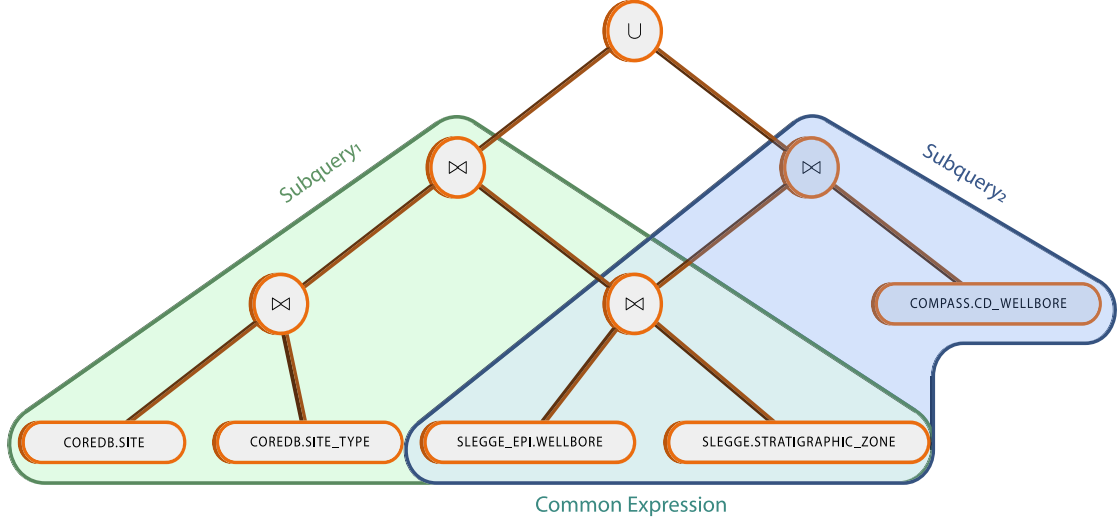 ∪
Subquery₁
⋈
⋈
Subquery₂
⋈
⋈
COMPASS.CD_WELLBORE
COREDB.SITE
COREDB.SITE_TYPE
SLEGGE_EPI.WELLBORE
SLEGGE.STRATIGRAPHIC_ZONE
Common Expression